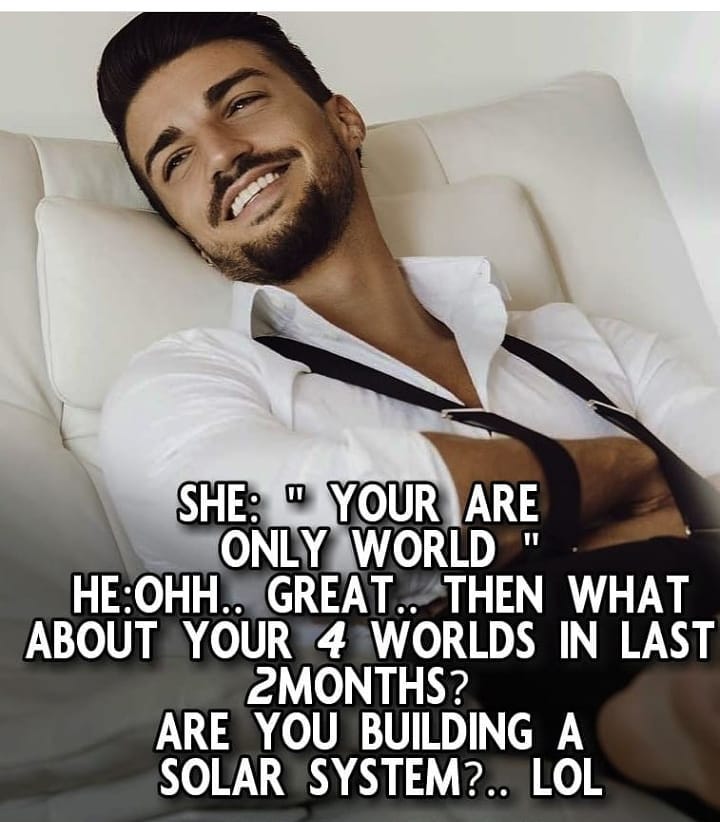 SHE: " YOUR ARE
ONLY WORLD "
HE:OHH.. GREAT.. THEN WHAT
ABOUT YOUR 4 WORLDS IN LAST
2MONTHS?
ARE YOU BUILDING A
SOLAR SYSTEM?.. LOL